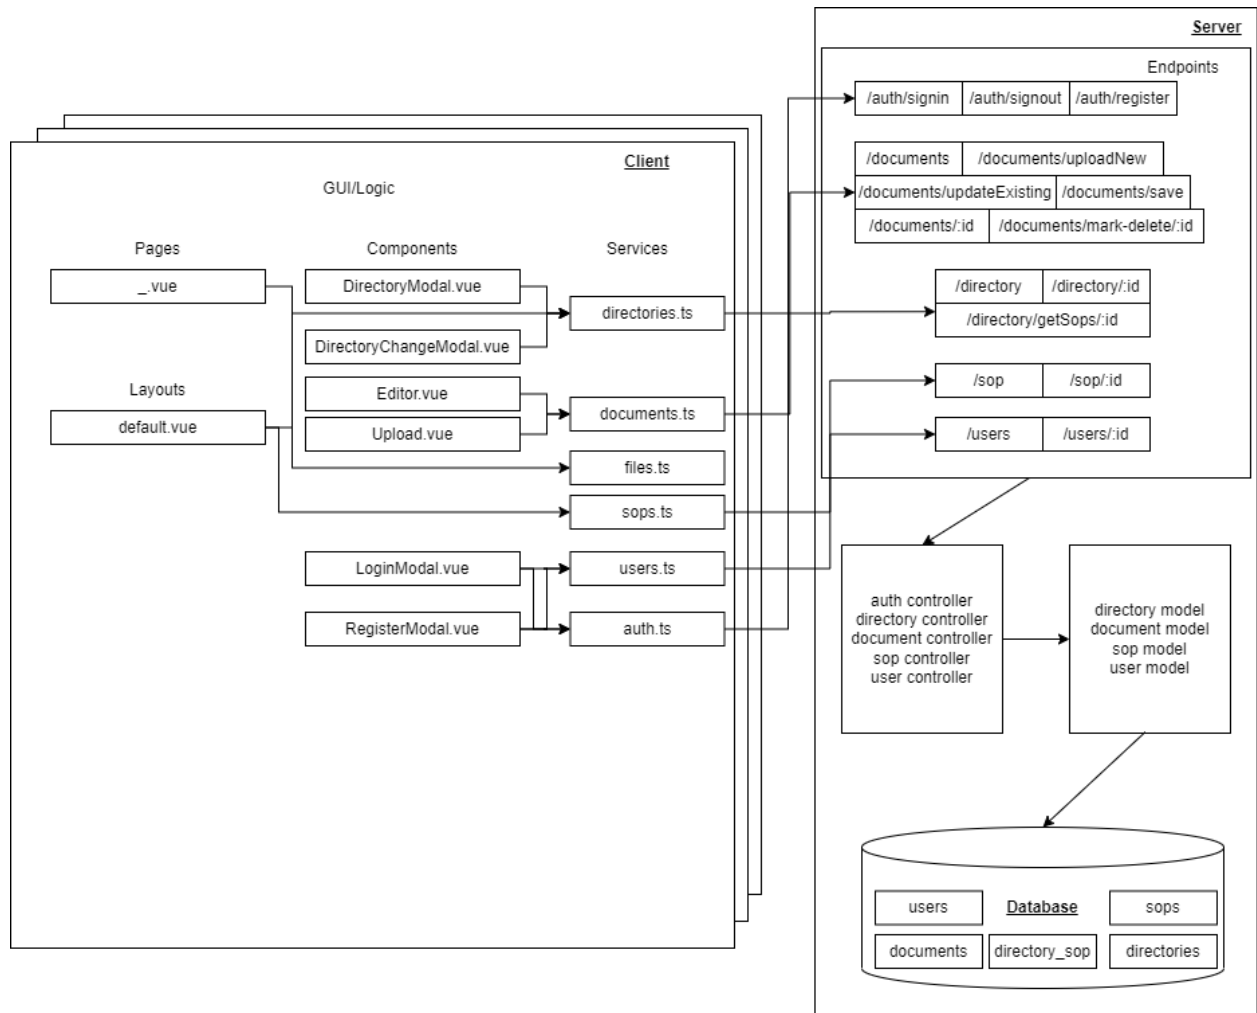 Server
Endpoints
/auth/signin /auth/signout /auth/register
/documents /documents/uploadNew
/documents/updateExisting /documents/save
/documents/:id /documents/mark-delete/:id
/directory /directory/:id
/directory/getSops/:id
/sop /sop/:id
/users /users/:id
Client
GUI/Logic
Pages
_.vue
Layouts
default.vue
Components
DirectoryModal.vue
DirectoryChangeModal.vue
Editor.vue
Upload.vue
LoginModal.vue
RegisterModal.vue
Services
directories.ts
documents.ts
files.ts
sops.ts
users.ts
auth.ts
auth controller
directory controller
document controller
sop controller
user controller
directory model
document model
sop model
user model
users Database sops
documents directory_sop directories